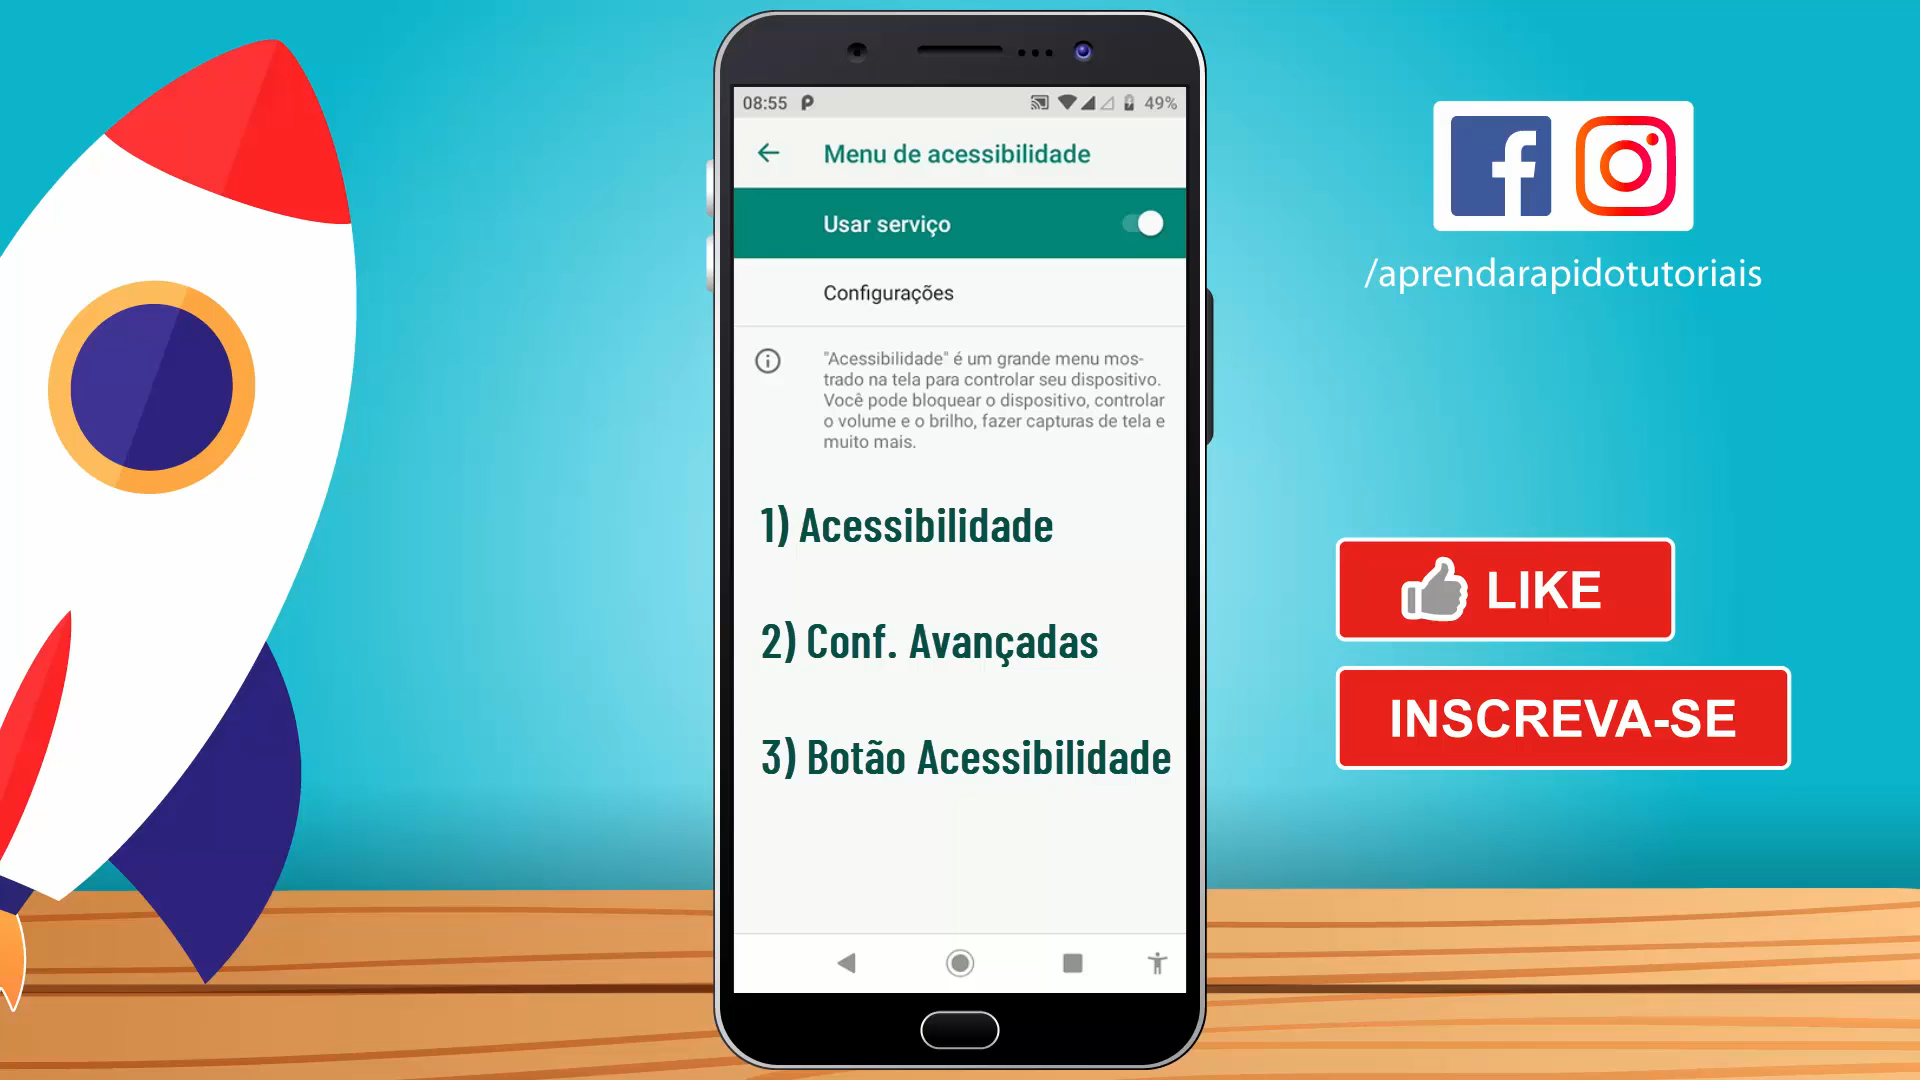 08:55
49%
Menu de acessibilidade
Usar serviço
Configurações
"Acessibilidade" é um grande menu mos-
trado na tela para controlar seu dispositivo.
Você pode bloquear o dispositivo, controlar
o volume e o brilho, fazer capturas de tela e
muito mais.
1) Acessibilidade
2) Conf. Avançadas
3) Botão Acessibilidade
/aprendarapidotutoriais
LIKE
INSCREVA-SE